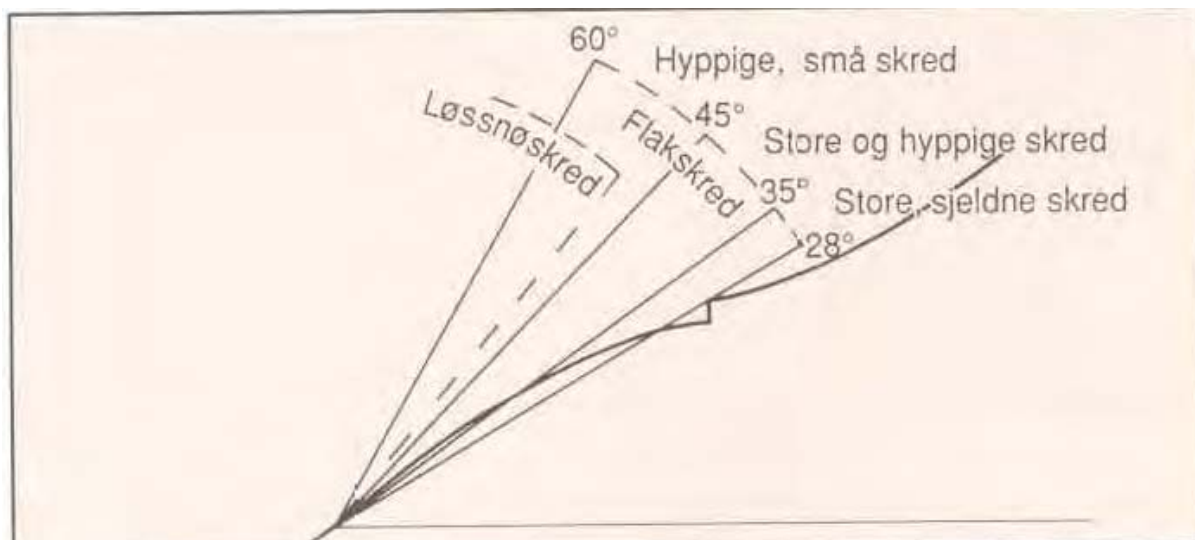 60° Hyppige, små skred
Løssnøskred
Flakskred
45°
Store og hyppige skred
35° Store, sjeldne skred
28°